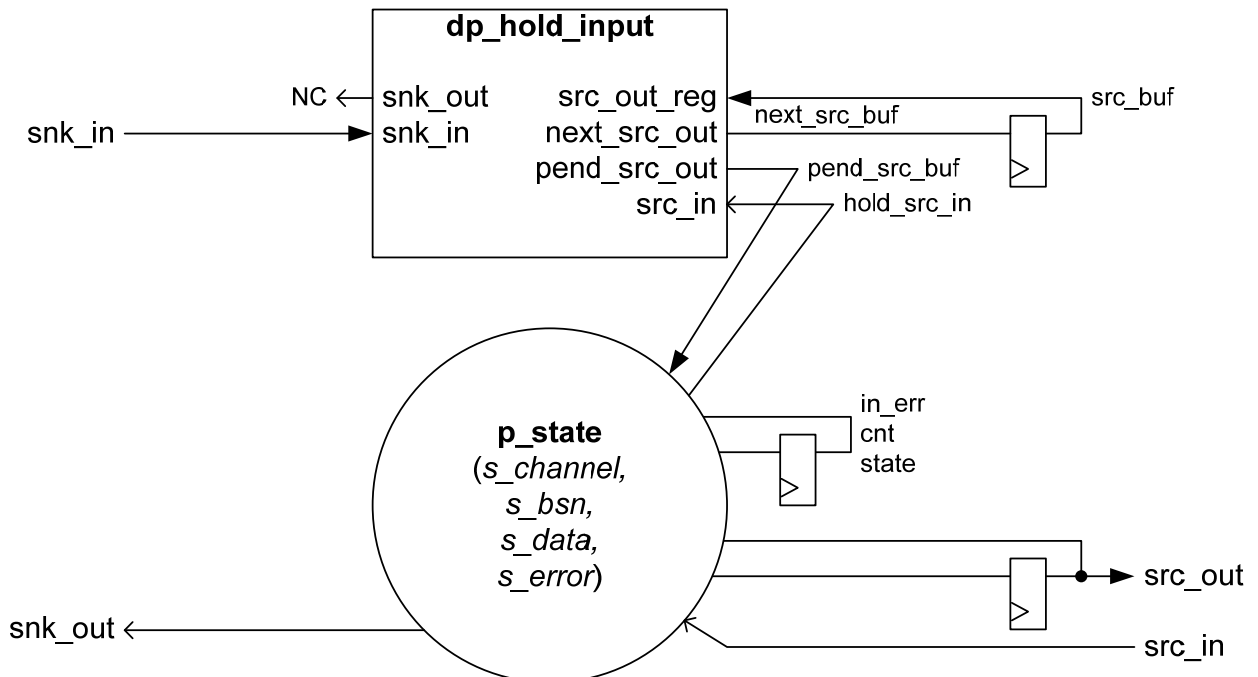 dp_hold_input
NC
snk_out
src_out_reg
src_buf
next_src_buf
snk_in
snk_in
next_src_out
pend_src_out
pend_src_buf
src_in
hold_src_in
in_err
cnt
state
p_state
(s_channel,
s_bsn,
s_data,
s_error)
src_out
snk_out
src_in